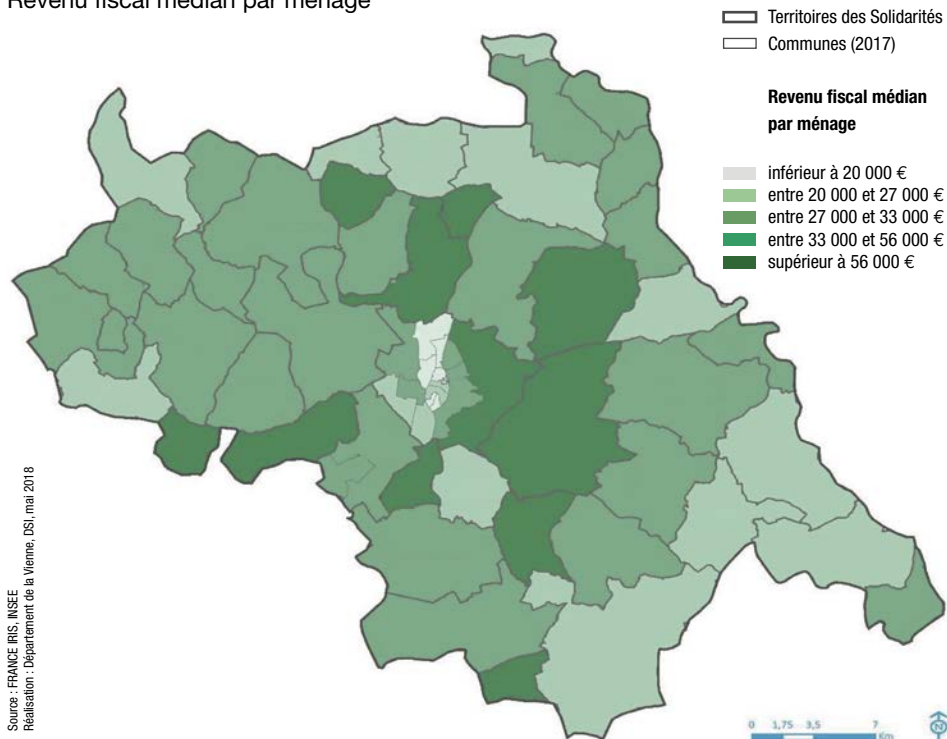 Revenu fiscal médian par ménage
Territoires des Solidarités
Communes (2017)
Revenu fiscal médian
par ménage
inférieur à 20 000 €
entre 20 000 et 27 000 €
entre 27 000 et 33 000 €
entre 33 000 et 56 000 €
supérieur à 56 000 €
Source : FRANCE IRIS, INSEE
Réalisation : Département de la Vienne, DSI, mai 2018
0 1,75 3,5 7
Km
N